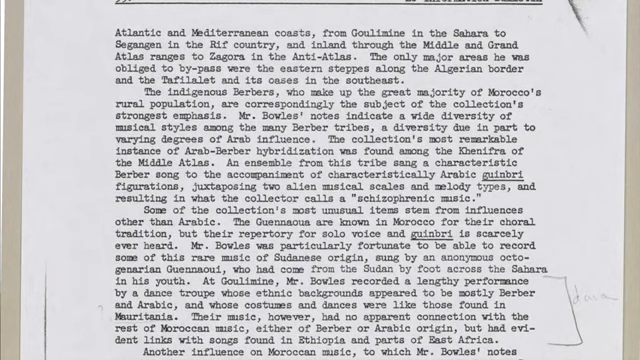 Atlantic and Mediterranean coasts, from Goulimine in the Sahara to
Segangen in the Rif country, and inland through the Middle and Grand
Atlas ranges to Zagora in the Anti-Atlas. The only major areas he was
obliged to by-pass were the eastern steppes along the Algerian border
and the Tafilalet and its oases in the southeast.
The indigenous Berbers, who make up the great majority of Morocco's
rural population, are correspondingly the subject of the collection's
strongest emphasis. Mr. Bowles' notes indicate a wide diversity of
musical styles among the many Berber tribes, a diversity due in part to
varying degrees of Arab influence. The collection's most remarkable
instance of Arab-Berber hybridization was found among the Khenifra of
the Middle Atlas. An ensemble from this tribe sang a characteristic
Berber song to the accompaniment of characteristically Arabic guinbri
figurations, juxtaposing two alien musical scales and melody types, and
resulting in what the collector calls a "schizophrenic music."
Some of the collection's most unusual items stem from influences
other than Arabic. The Guennaoua are known in Morocco for their choral
tradition, but their repertory for solo voice and guinbri is scarcely
ever heard. Mr. Bowles was particularly fortunate to be able to record
some of this rare music of Sudanese origin, sung by an anonymous octo-
genarian Guennaoui, who had come from the Sudan by foot across the Sahara
in his youth. At Goulimine, Mr. Bowles recorded a lengthy performance
by a dance troupe whose ethnic backgrounds appeared to be mostly Berber
and Arabic, and whose costumes and dances were like those found in
Mauritania. Their music, however, had no apparent connection with the
rest of Moroccan music, either of Berber or Arabic origin, but had evi-
dent links with songs found in Ethiopia and parts of East Africa.
Another influence on Moroccan music, to which Mr. Bowles' notes